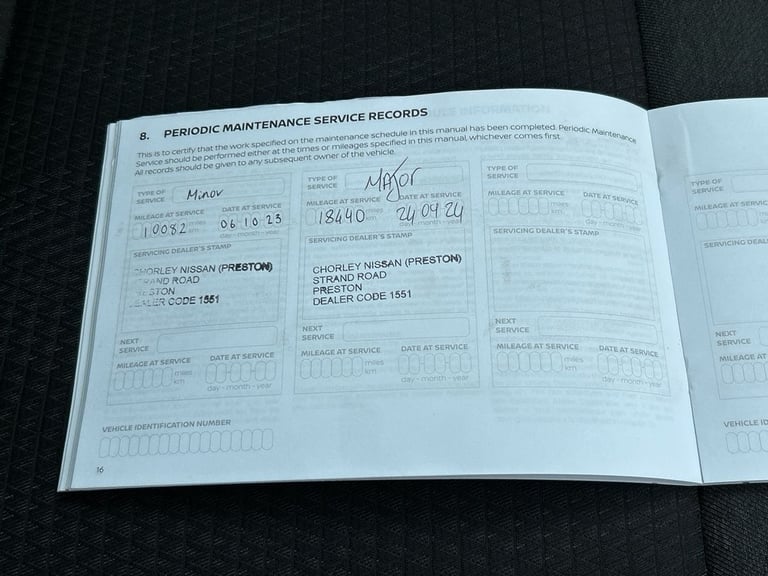 8. PERIODIC MAINTENANCE SERVICE RECORDS
This is to certify that the work specified on the maintenance schedule in this manual has been completed. Periodic Maintenance
Service should be performed either at the times or mileages specified in this manual, whichever comes first.
All records should be given to any subsequent owner of the vehicle.
TYPE OF
SERVICE
Minor
MILEAGE AT SERVICE DATE AT SERVICE
10082 miles
km
06 10 23
day - month - year
SERVICING DEALER'S STAMP
CHORLEY NISSAN (PRESTON)
STRAND ROAD
PRESTON
DEALER CODE 1551
NEXT
SERVICE
MILEAGE AT SERVICE DATE AT SERVICE
miles
km
day - month - year
TYPE OF
SERVICE
MAjOr
MILEAGE AT SERVICE DATE AT SERVICE
18440 miles
km
24 09 24
day - month - year
SERVICING DEALER'S STAMP
CHORLEY NISSAN (PRESTON)
STRAND ROAD
PRESTON
DEALER CODE 1551
NEXT
SERVICE
MILEAGE AT SERVICE DATE AT SERVICE
miles
km
day - month - year
TYPE OF
SERVICE
MILEAGE AT SERVICE DATE AT SERVICE
miles
km
day - month - year
SERVICING DEALER'S STAMP
NEXT
SERVICE
MILEAGE AT SERVICE DATE AT SERVICE
miles
km
day - month - year
VEHICLE IDENTIFICATION NUMBER
16
TYPE OF
SERVICE
MILEAGE AT SERVIC
SERVICING DEAL
NEXT
SERVICE
MILEAGE AT
VEHICLE ID